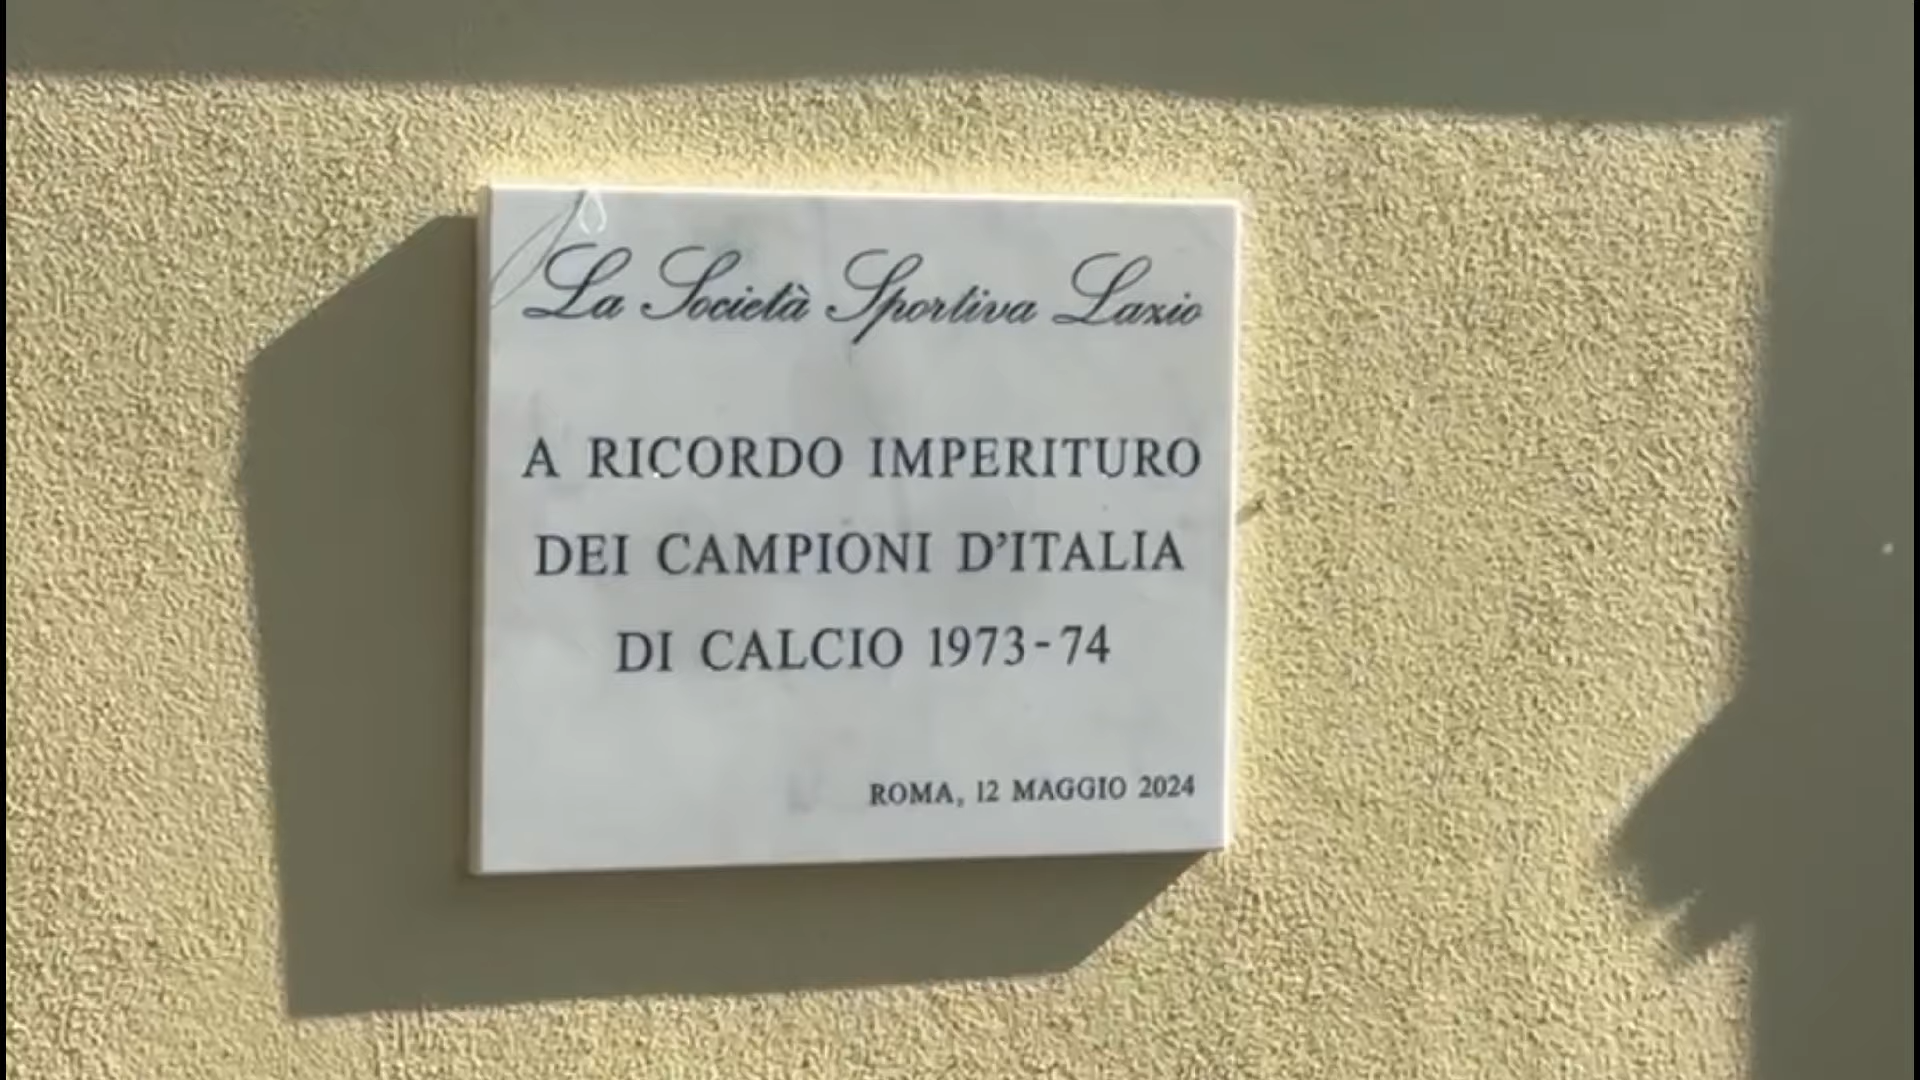 La Società Sportiva Lazio
A RICORDO IMPERITURO
DEI CAMPIONI D'ITALIA
DI CALCIO 1973-74
ROMA, 12 MAGGIO 2024